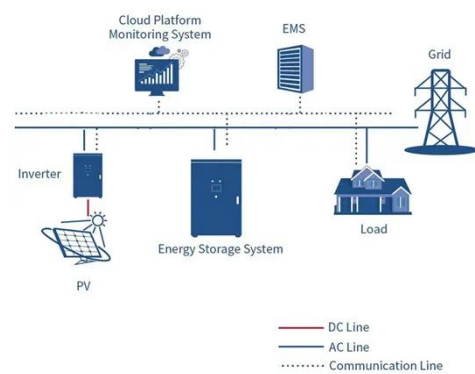 Cloud Platform
Monitoring System
EMS
Grid
Inverter
Energy Storage System
Load
PV
DC Line
AC Line
Communication Line